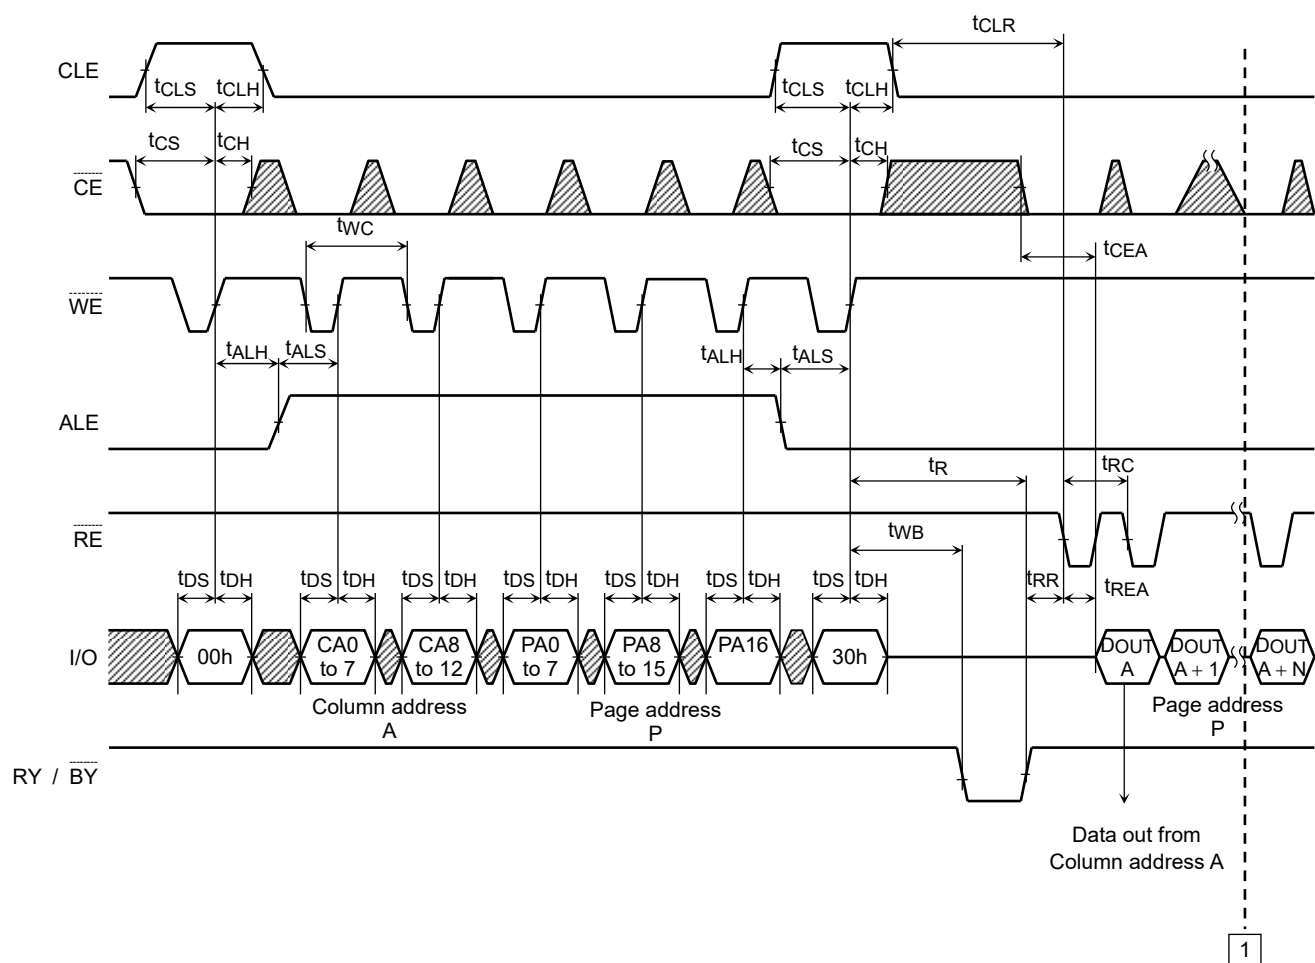 tCLR
CLE
tCLS tCLH tCLS tCLH
tCS tCH tCS tCH
CE
tWC
tCEA
WE
tALH tALS tALH tALS
ALE
tR tRC
RE
tWB
tDS tDH tDS tDH tDS tDH tDS tDH tDS tDH tDS tDH tDS tDH tRR tREA
I/O 00h CA0 to 7 CA8 to 12 PA0 to 7 PA8 to 15 PA16 30h DOUT A DOUT A + 1 DOUT A + N
Column address A
Page address P
Page address P
RY / BY
Data out from
Column address A
1